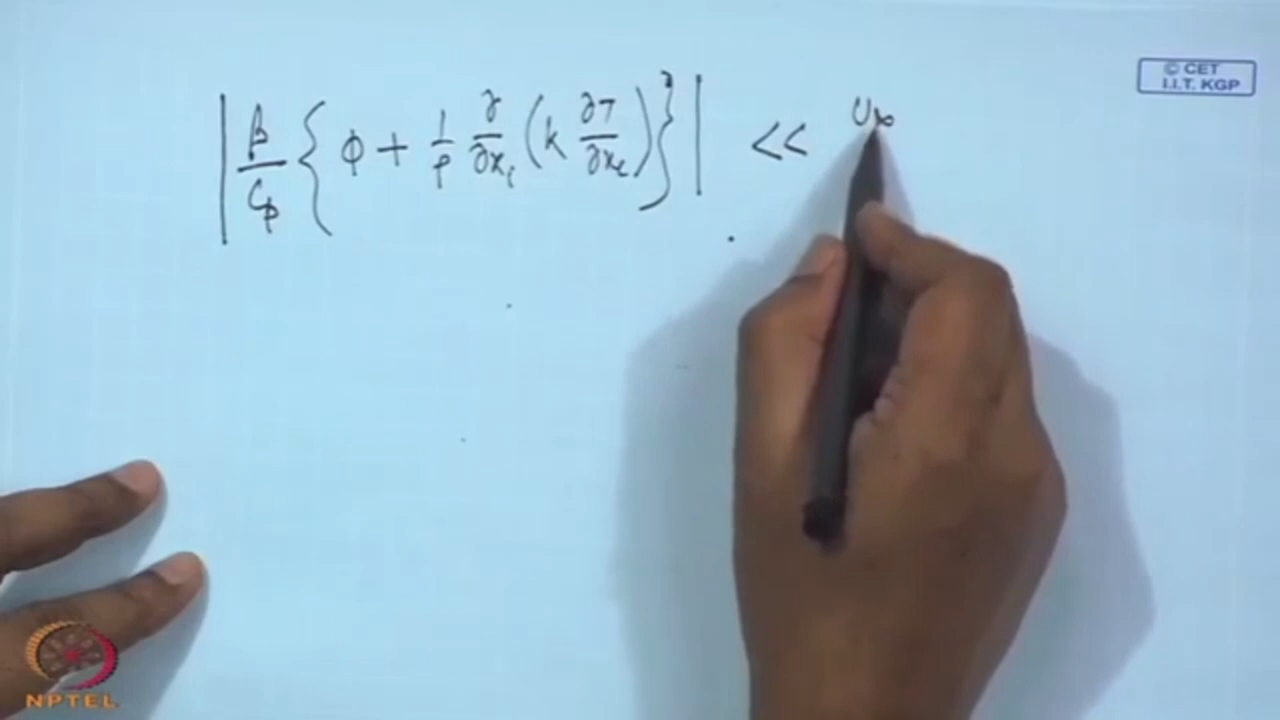 | β/Cp { φ + 1/ρ ∂/∂xᵢ ( k ∂T/∂xᵢ ) } | << U∞
© CET
I.I.T. KGP
NPTEL